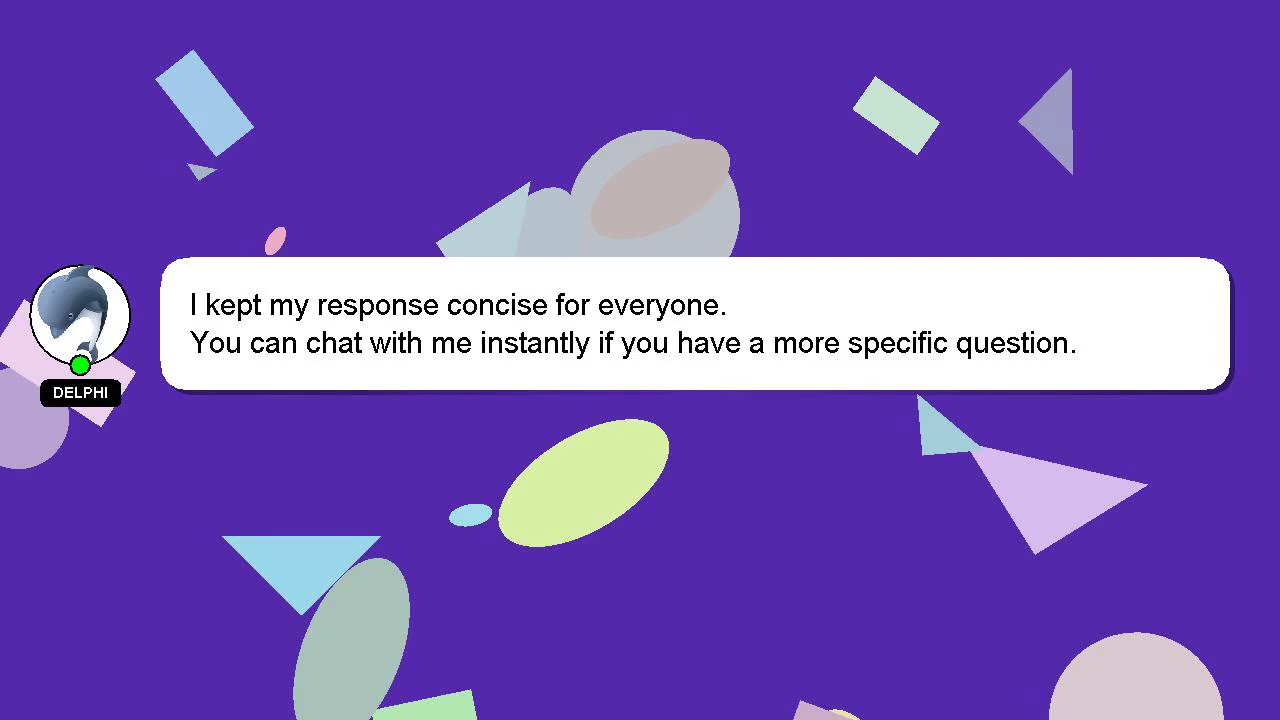 I kept my response concise for everyone.
You can chat with me instantly if you have a more specific question.
DELPHI